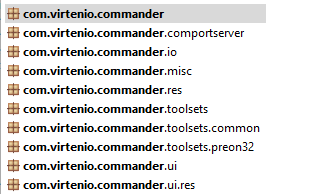 com.virtenio.commander
com.virtenio.commander.comportserver
com.virtenio.commander.io
com.virtenio.commander.misc
com.virtenio.commander.res
com.virtenio.commander.toolsets
com.virtenio.commander.toolsets.common
com.virtenio.commander.toolsets.preon32
com.virtenio.commander.ui
com.virtenio.commander.ui.res